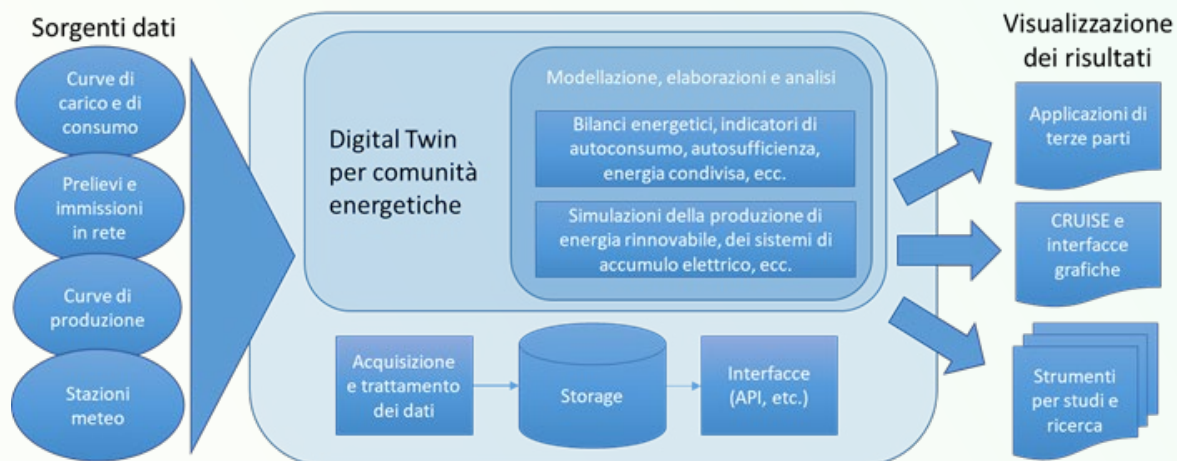 Sorgenti dati
Curve di
carico e di
consumo
Prelievi e
immissioni
in rete
Curve di
produzione
Stazioni
meteo
Digital Twin
per comunità
energetiche
Modellazione, elaborazioni e analisi
Bilanci energetici, indicatori di
autoconsumo, autosufficienza,
energia condivisa, ecc.
Simulazioni della produzione di
energia rinnovabile, dei sistemi di
accumulo elettrico, ecc.
Acquisizione
e trattamento
dei dati
Storage
Interfacce
(API, etc.)
Visualizzazione
dei risultati
Applicazioni di
terze parti
CRUISE e
interfacce
grafiche
Strumenti
per studi e
ricerca